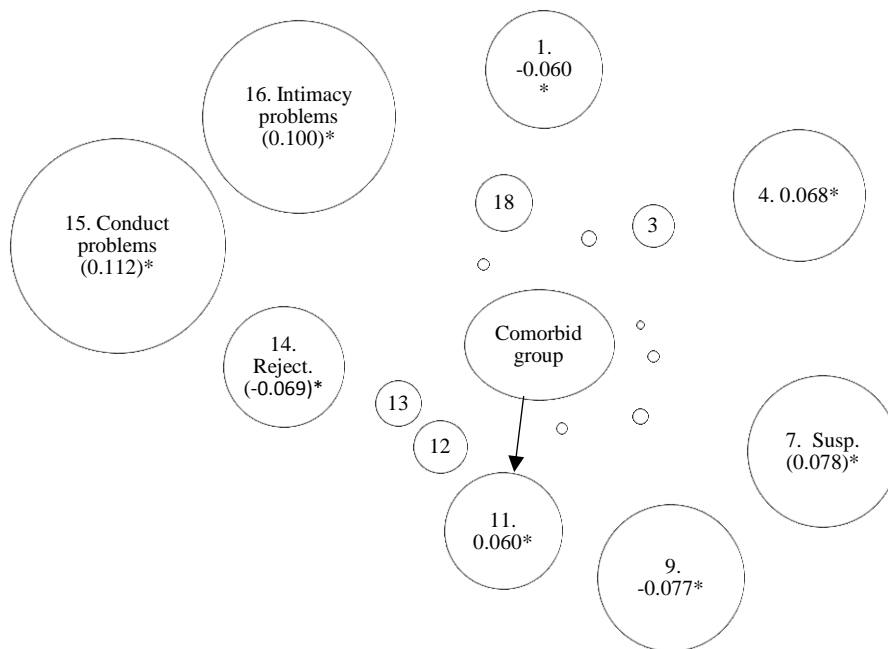 1.
-0.060
*
16. Intimacy
problems
(0.100)*
4. 0.068*
18
3
15. Conduct
problems
(0.112)*
Comorbid
group
14.
Reject.
(-0.069)*
13
12
7. Susp.
(0.078)*
11.
0.060*
9.
-0.077*